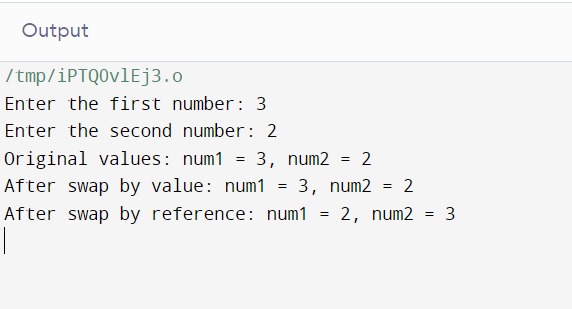 Output
/tmp/iPTQOvlEj3.o
Enter the first number: 3
Enter the second number: 2
Original values: num1 = 3, num2 = 2
After swap by value: num1 = 3, num2 = 2
After swap by reference: num1 = 2, num2 = 3